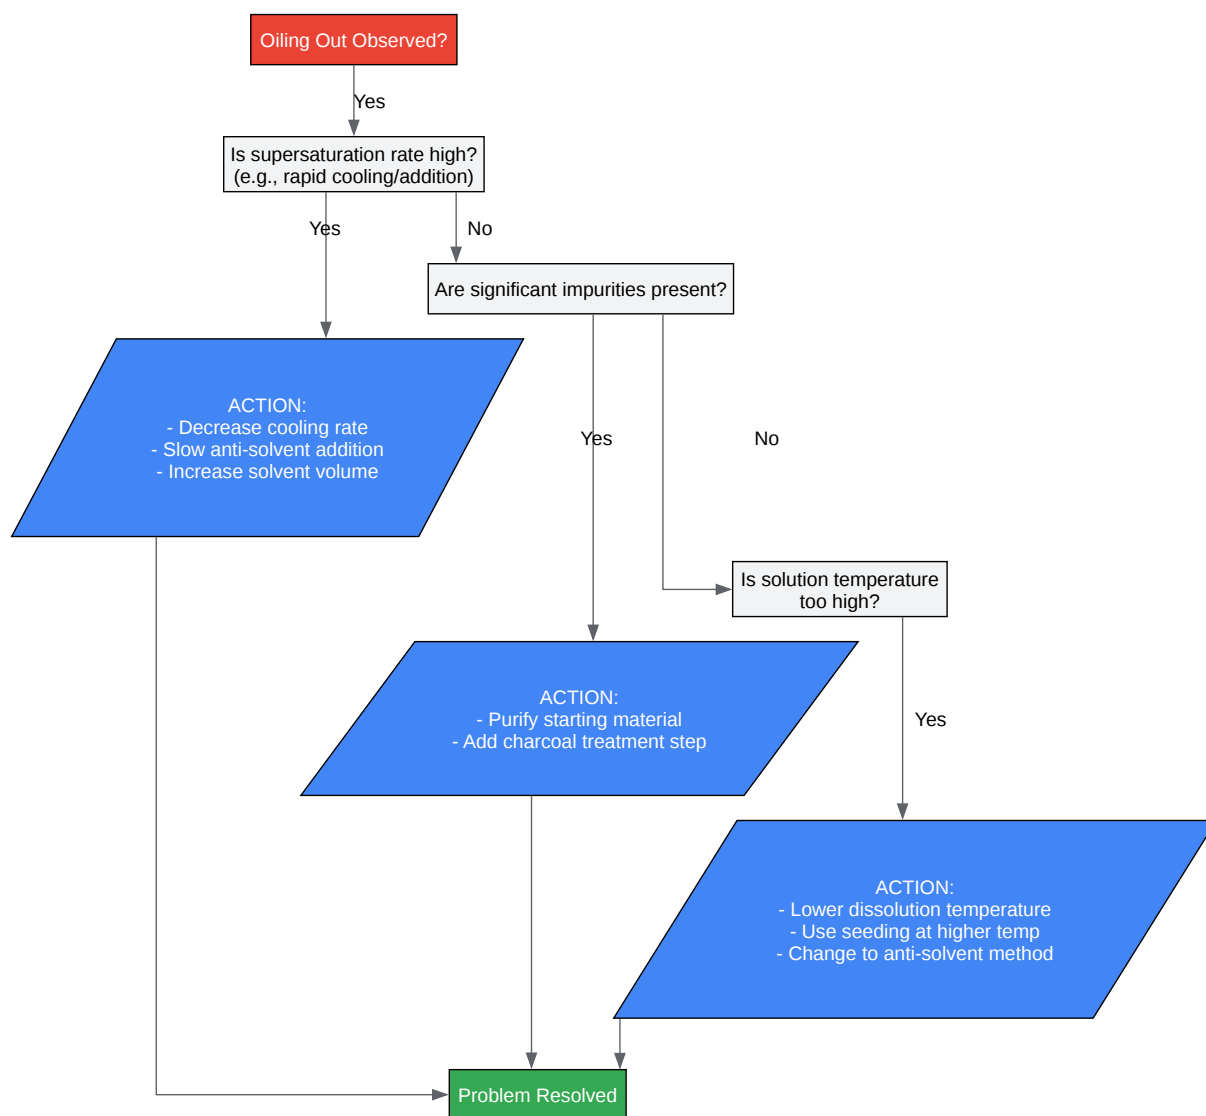 Oiling Out Observed?
Yes
Is supersaturation rate high?
(e.g., rapid cooling/addition)
Yes
No
Are significant impurities present?
ACTION:
- Decrease cooling rate
- Slow anti-solvent addition
- Increase solvent volume
Yes
No
Is solution temperature
too high?
ACTION:
- Purify starting material
- Add charcoal treatment step
Yes
ACTION:
- Lower dissolution temperature
- Use seeding at higher temp
- Change to anti-solvent method
Problem Resolved